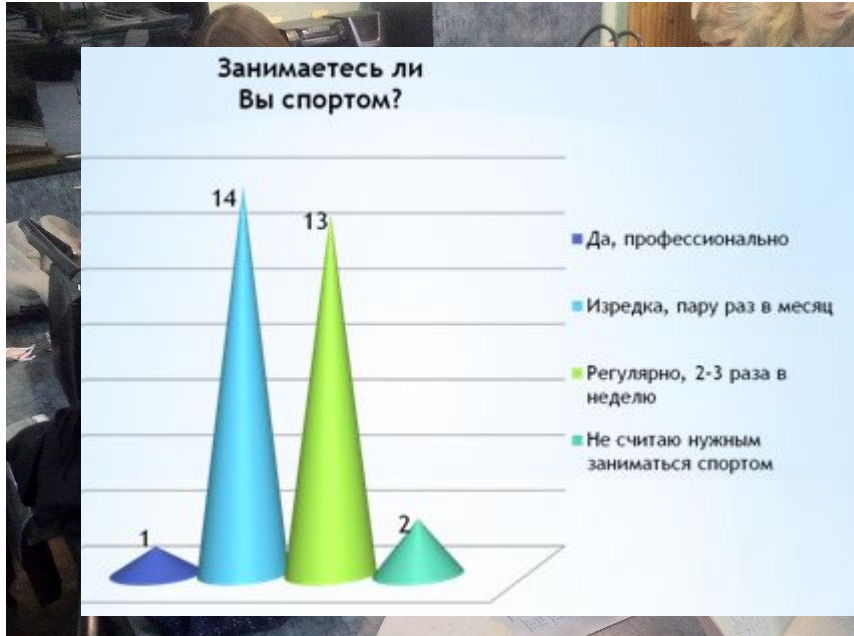 Занимаетесь ли
Вы спортом?
14
13
1
2
Да, профессионально
Изредка, пару раз в месяц
Регулярно, 2-3 раза в
неделю
Не считаю нужным
заниматься спортом